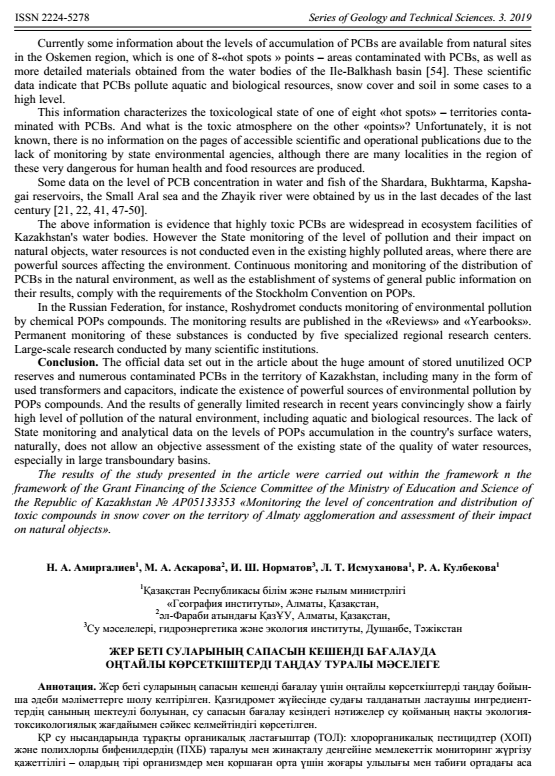 ISSN 2224-5278 Series of Geology and Technical Sciences. 3. 2019
Currently some information about the levels of accumulation of PCBs are available from natural sites
in the Oskemen region, which is one of 8-«hot spots » points – areas contaminated with PCBs, as well as
more detailed materials obtained from the water bodies of the Ile-Balkhash basin [54]. These scientific
data indicate that PCBs pollute aquatic and biological resources, snow cover and soil in some cases to a
high level.
This information characterizes the toxicological state of one of eight «hot spots» – territories conta-
minated with PCBs. And what is the toxic atmosphere on the other «points»? Unfortunately, it is not
known, there is no information on the pages of accessible scientific and operational publications due to the
lack of monitoring by state environmental agencies, although there are many localities in the region of
these very dangerous for human health and food resources are produced.
Some data on the level of PCB concentration in water and fish of the Shardara, Bukhtarma, Kapsha-
gai reservoirs, the Small Aral sea and the Zhayik river were obtained by us in the last decades of the last
century [21, 22, 41, 47-50].
The above information is evidence that highly toxic PCBs are widespread in ecosystem facilities of
Kazakhstan's water bodies. However the State monitoring of the level of pollution and their impact on
natural objects, water resources is not conducted even in the existing highly polluted areas, where there are
powerful sources affecting the environment. Continuous monitoring and monitoring of the distribution of
PCBs in the natural environment, as well as the establishment of systems of general public information on
their results, comply with the requirements of the Stockholm Convention on POPs.
In the Russian Federation, for instance, Roshydromet conducts monitoring of environmental pollution
by chemical POPs compounds. The monitoring results are published in the «Reviews» and «Yearbooks».
Permanent monitoring of these substances is conducted by five specialized regional research centers.
Large-scale research conducted by many scientific institutions.
Conclusion. The official data set out in the article about the huge amount of stored unutilized OCP
reserves and numerous contaminated PCBs in the territory of Kazakhstan, including many in the form of
used transformers and capacitors, indicate the existence of powerful sources of environmental pollution by
POPs compounds. And the results of generally limited research in recent years convincingly show a fairly
high level of pollution of the natural environment, including aquatic and biological resources. The lack of
State monitoring and analytical data on the levels of POPs accumulation in the country's surface waters,
naturally, does not allow an objective assessment of the existing state of the quality of water resources,
especially in large transboundary basins.
The results of the study presented in the article were carried out within the framework n the
framework of the Grant Financing of the Science Committee of the Ministry of Education and Science of
the Republic of Kazakhstan № AP05133353 «Monitoring the level of concentration and distribution of
toxic compounds in snow cover on the territory of Almaty agglomeration and assessment of their impact
on natural objects».
Н. А. Амиргалиев¹, М. А. Аскарова², И. Ш. Норматов³, Л. Т. Исмуханова¹, Р. А. Кулбекова¹
¹Қазақстан Республикасы білім және ғылым министрлігі
«География институты», Алматы, Қазақстан,
²әл-Фараби атындағы ҚазҰУ, Алматы, Қазақстан,
³Су мәселелері, гидроэнергетика және экология институты, Душанбе, Тәжікстан
ЖЕР БЕТІ СУЛАРЫНЫҢ САПАСЫН КЕШЕНДІ БАҒАЛАУДА
ОҢТАЙЛЫ КӨРСЕТКІШТЕРДІ ТАҢДАУ ТУРАЛЫ МӘСЕЛЕГЕ
Аннотация. Жер беті суларының сапасын кешенді бағалау үшін оңтайлы көрсеткіштерді таңдау бойын-
ша әдеби мәліметтерге шолу келтірілген. Қазгидромет жүйесінде судағы талданатын ластаушы ингредиент-
тердің санының шектеулі болуынан, су сапасын бағалау кезіндегі нәтижелер су қойманың нақты экология-
токсикологиялық жағдайымен сәйкес келмейтіндігі көрсетілген.
ҚР су нысандарында тұрақты органикалық ластағыштар (ТОЛ): хлорорганикалық пестицидтер (ХОП)
және полихлорлы бифенилдердің (ПХБ) таралуы мен жинақталу деңгейіне мемлекеттік мониторинг жүргізу
қажеттілігі – олардың тірі организмдер мен қоршаған орта үшін жоғары улылығы мен табиғи ортадағы аса